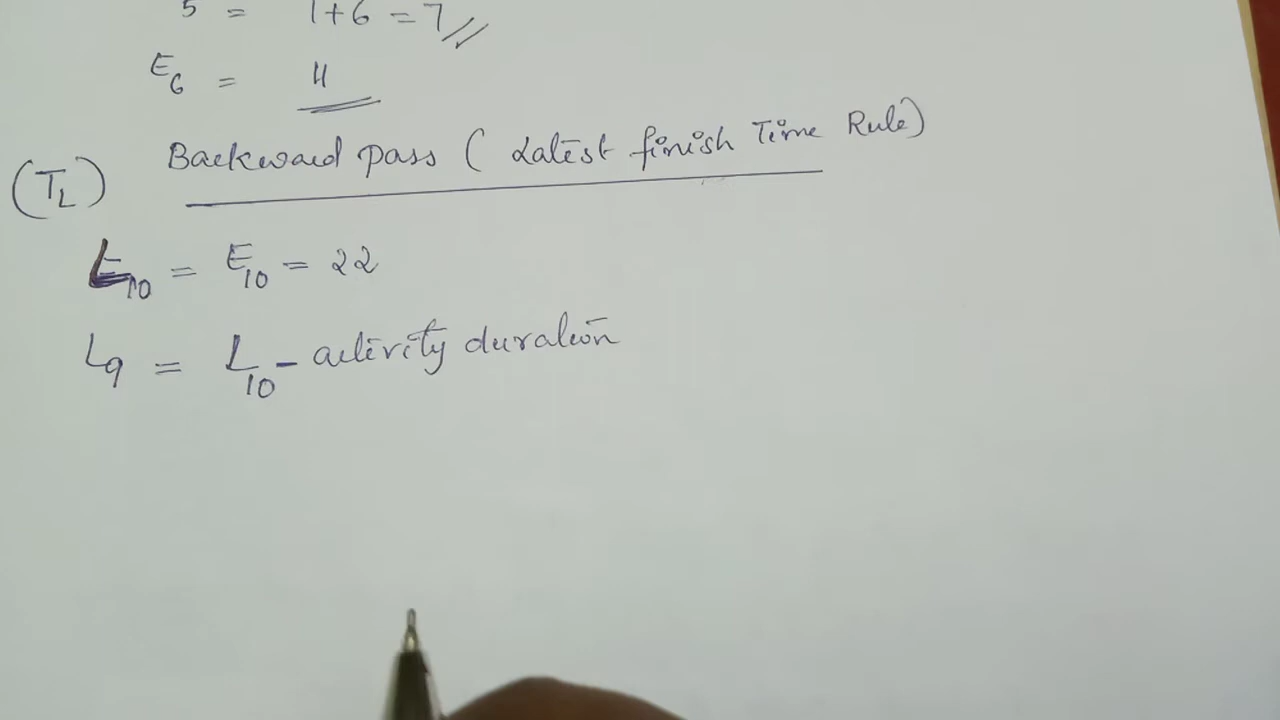 5 = 1+6 = 7
E6 = 11
Backward pass ( Latest finish Time Rule)
(TL)
L10 = E10 = 22
L9 = L10 - activity duration